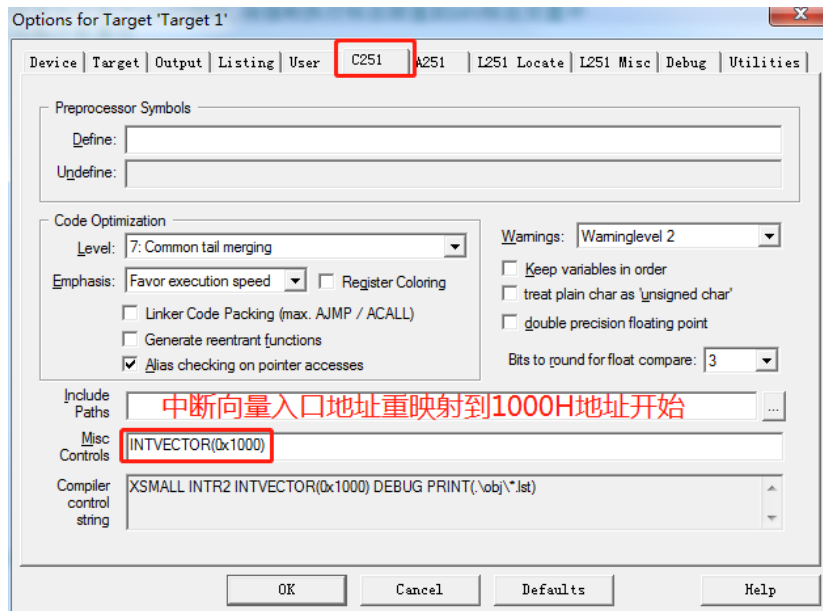 Options for Target 'Target 1'
Device Target Output Listing User C251 A251 L251 Locate L251 Misc Debug Utilities
Preprocessor Symbols
Define:
Undefine:
Code Optimization
Level: 7: Common tail merging
Emphasis: Favor execution speed Register Coloring
Linker Code Packing (max. AJMP / ACALL)
Generate reentrant functions
Alias checking on pointer accesses
Warnings: Warninglevel 2
Keep variables in order
treat plain char as 'unsigned char'
double precision floating point
Bits to round for float compare: 3
Include Paths 中断向量入口地址重映射到1000H地址开始 ...
Misc Controls INTVECTOR(0x1000)
Compiler control string XSMALL INTR2 INTVECTOR(0x1000) DEBUG PRINT(.\obj\*.lst)
OK Cancel Defaults Help